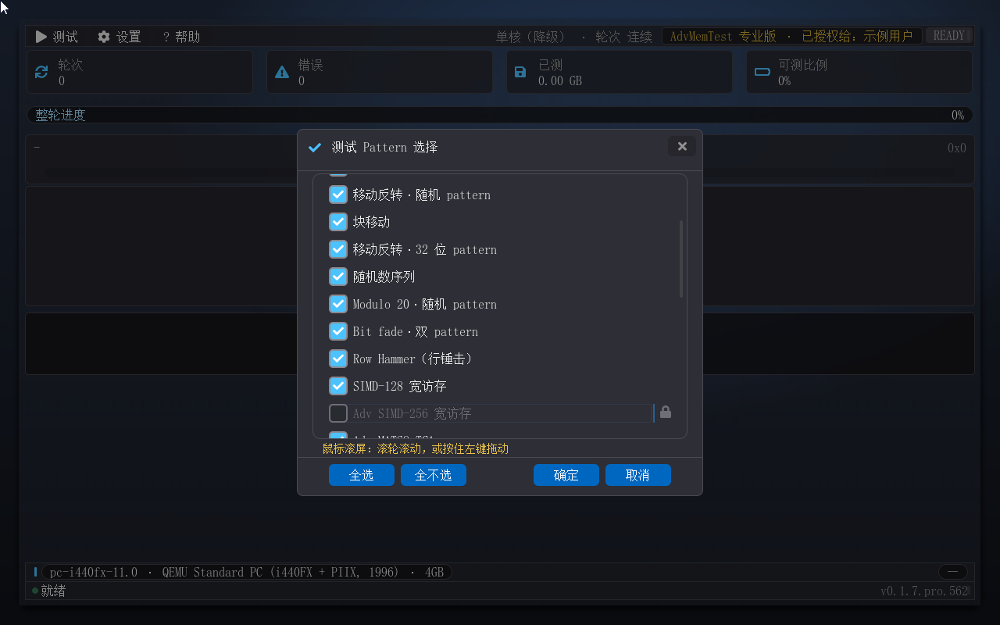 测试 设置 ? 帮助 单核（降级） · 轮次 连续 AdvMemTest 专业版 · 已授权给: 示例用户 READY
轮次 错误 已测 可测比例
0 0 0.00 GB 0%
整轮进度 0%
测试 Pattern 选择
— 0x0
移动反转·随机 pattern
块移动
移动反转·32 位 pattern
随机数序列
Modulo 20·随机 pattern
Bit fade·双 pattern
Row Hammer（行锤击）
SIMD-128 宽访存
Adv SIMD-256 宽访存
鼠标滚屏: 滚轮滚动，或按住左键拖动
全选 全不选 确定 取消
pc-i440fx-11.0 · QEMU Standard PC (i440FX + PIIX, 1996) · 4GB —
就绪 v0.1.7.pro.562